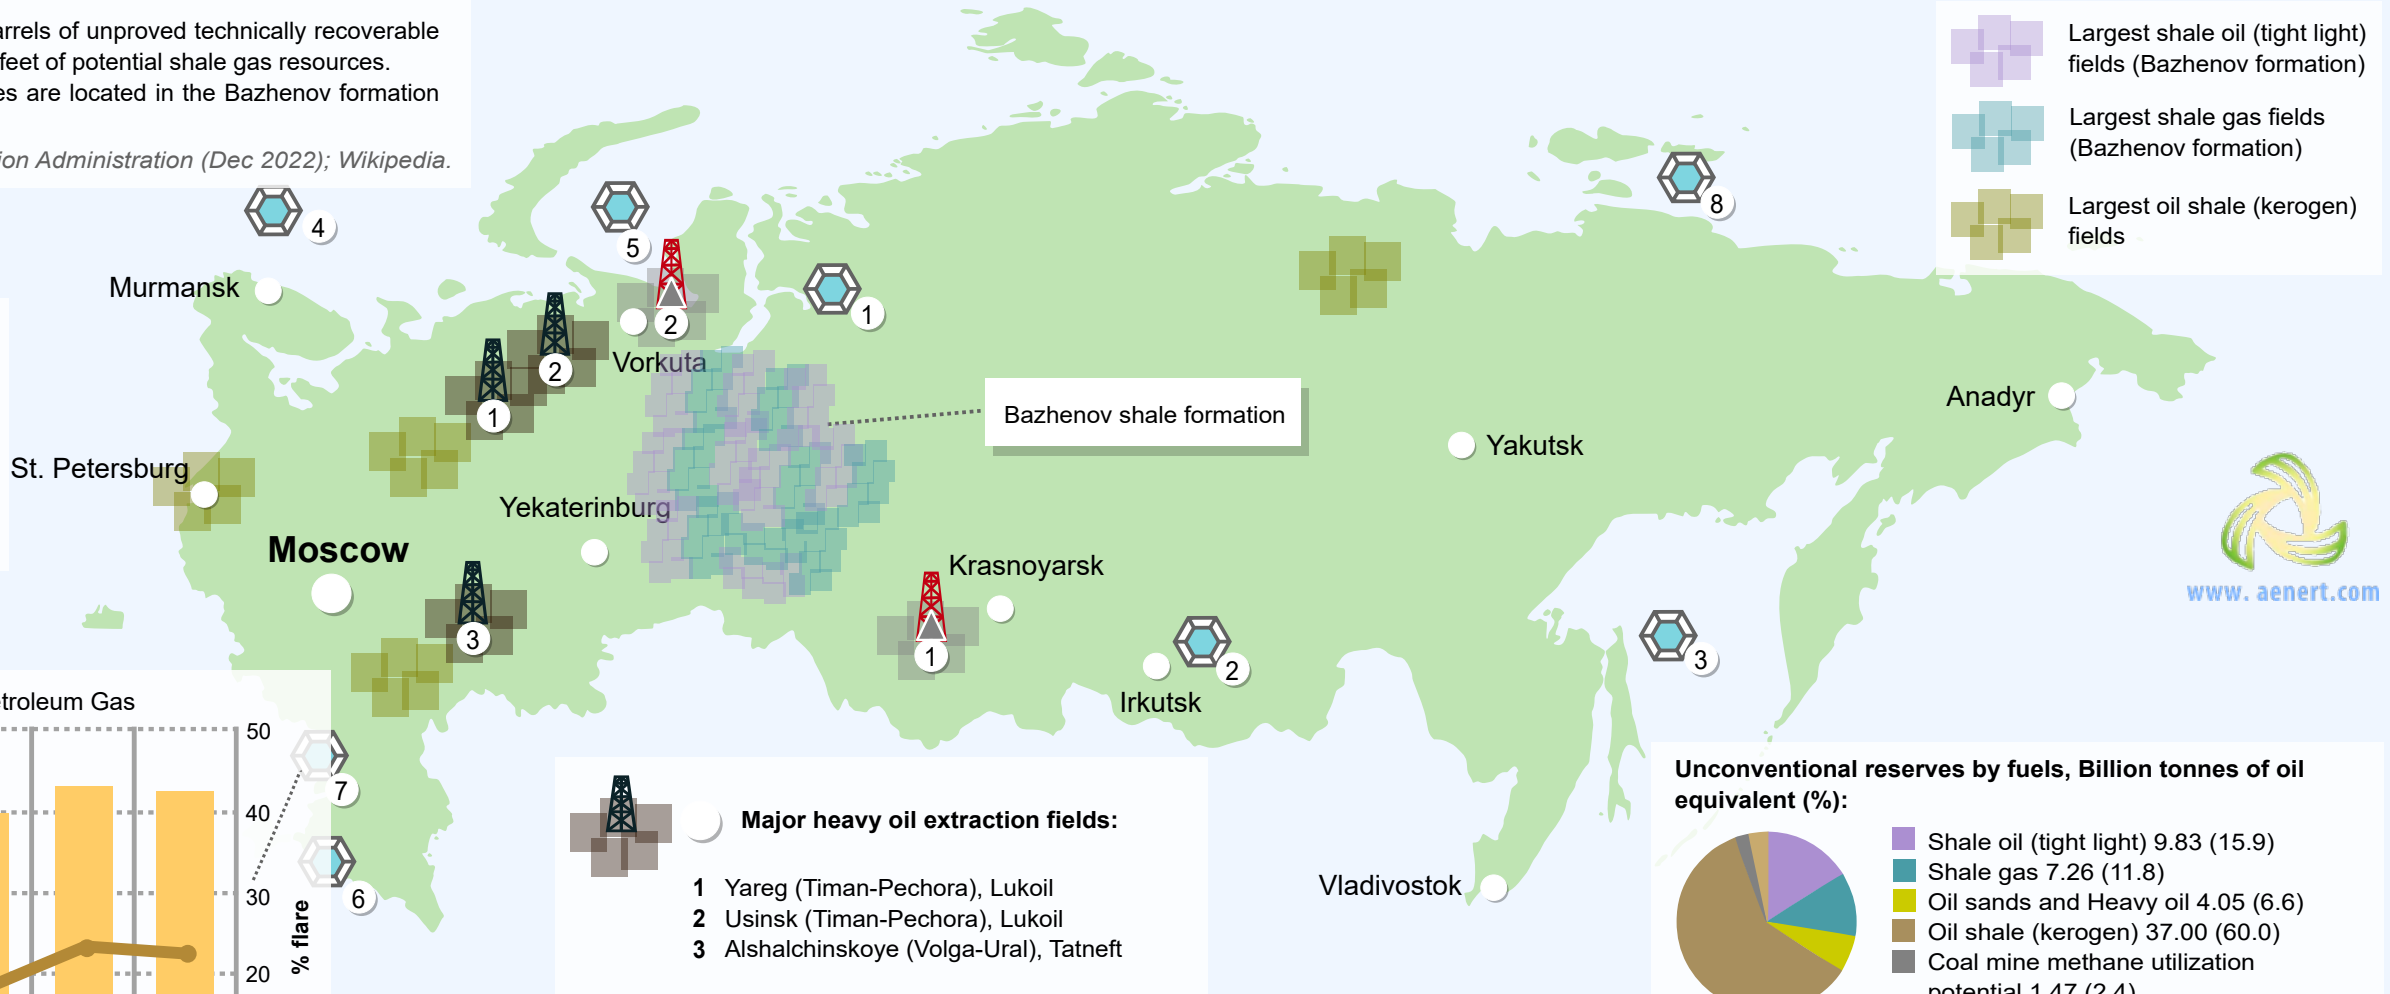 arrels of unproved technically recoverable
feet of potential shale gas resources.
es are located in the Bazhenov formation
ion Administration (Dec 2022); Wikipedia.
Largest shale oil (tight light)
fields (Bazhenov formation)
Largest shale gas fields
(Bazhenov formation)
Largest oil shale (kerogen)
fields
4
5
8
Murmansk
1
2
2
Vorkuta
1
Bazhenov shale formation
Anadyr
Yakutsk
St. Petersburg
Yekaterinburg
Moscow
Krasnoyarsk
www.aenert.com
3
1
2
3
Irkutsk
etroleum Gas
50
40
30
20
% flare
7
6
Major heavy oil extraction fields:
1 Yareg (Timan-Pechora), Lukoil
2 Usinsk (Timan-Pechora), Lukoil
3 Alshalchinskoye (Volga-Ural), Tatneft
Vladivostok
Unconventional reserves by fuels, Billion tonnes of oil
equivalent (%):
Shale oil (tight light) 9.83 (15.9)
Shale gas 7.26 (11.8)
Oil sands and Heavy oil 4.05 (6.6)
Oil shale (kerogen) 37.00 (60.0)
Coal mine methane utilization
potential 1.47 (2.4)